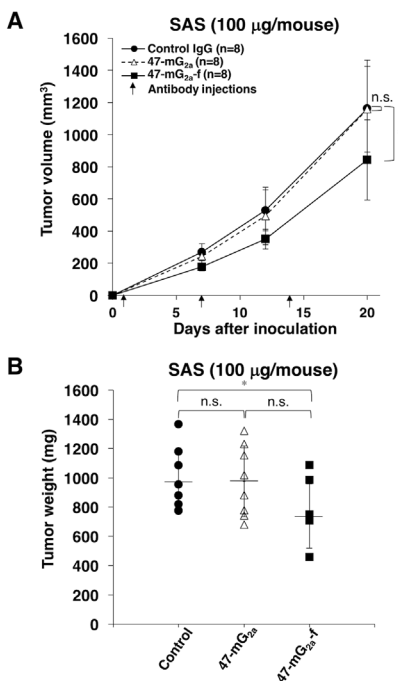 A
SAS (100 μg/mouse)
1600
1400
1200
1000
800
600
400
200
0
Tumor volume (mm³)
Control IgG (n=8)
47-mG₂ₐ (n=8)
47-mG₂ₐ-f (n=8)
Antibody injections
n.s.
0 5 10 15 20
Days after inoculation
B
SAS (100 μg/mouse)
*
n.s. n.s.
1600
1400
1200
1000
800
600
400
200
0
Tumor weight (mg)
Control
47-mG₂ₐ
47-mG₂ₐ-f